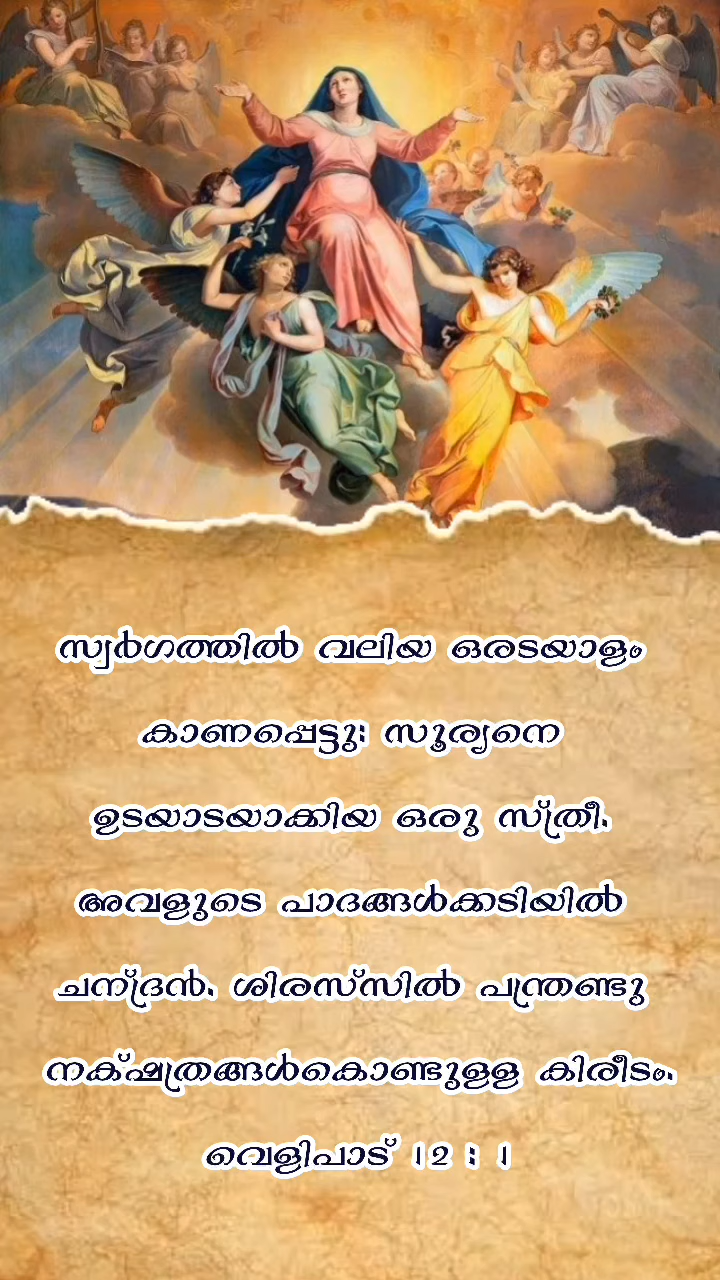 സ്വർഗത്തിൽ വലിയ ഒരടയാളം
കാണപ്പെട്ടു: സൂര്യനെ
ഉടയാടയാക്കിയ ഒരു സ്ത്രീ.
അവളുടെ പാദങ്ങൾക്കടിയിൽ
ചന്ദ്രൻ. ശിരസ്സിൽ പന്ത്രണ്ടു
നക്ഷത്രങ്ങൾകൊണ്ടുള്ള കിരീടം.
വെളിപാട് 12 : 1